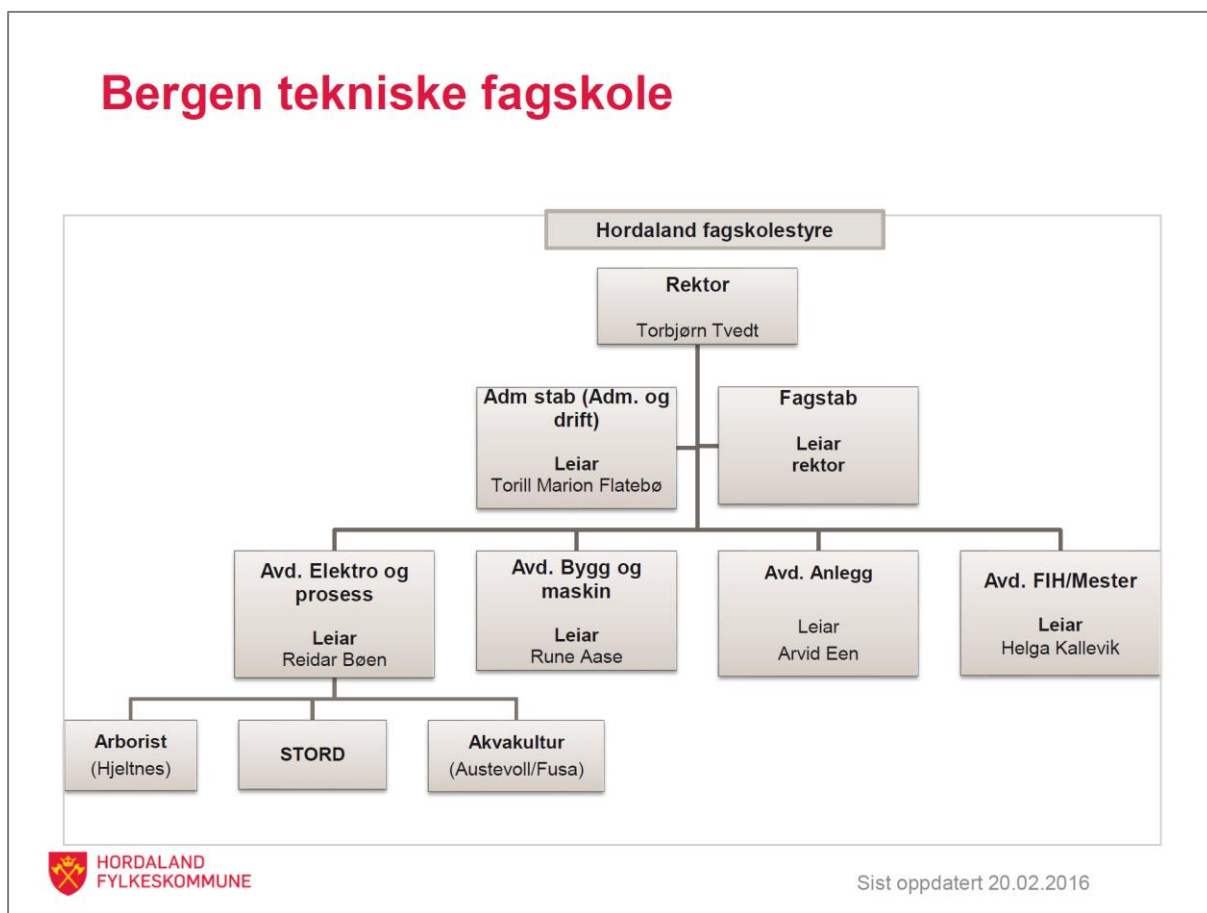 Bergen tekniske fagskole
Hordaland fagskolestyre
Rektor
Torbjørn Tvedt
Adm stab (Adm. og
drift)
Leiar
Torill Marion Flatebø
Fagstab
Leiar
rektor
Avd. Elektro og
prosess
Leiar
Reidar Bøen
Avd. Bygg og
maskin
Leiar
Rune Aase
Avd. Anlegg
Leiar
Arvid Een
Avd. FIH/Mester
Leiar
Helga Kallevik
Arborist
(Hjeltnes)
STORD
Akvakultur
(Austevoll/Fusa)
HORDALAND
FYLKESKOMMUNE
Sist oppdatert 20.02.2016